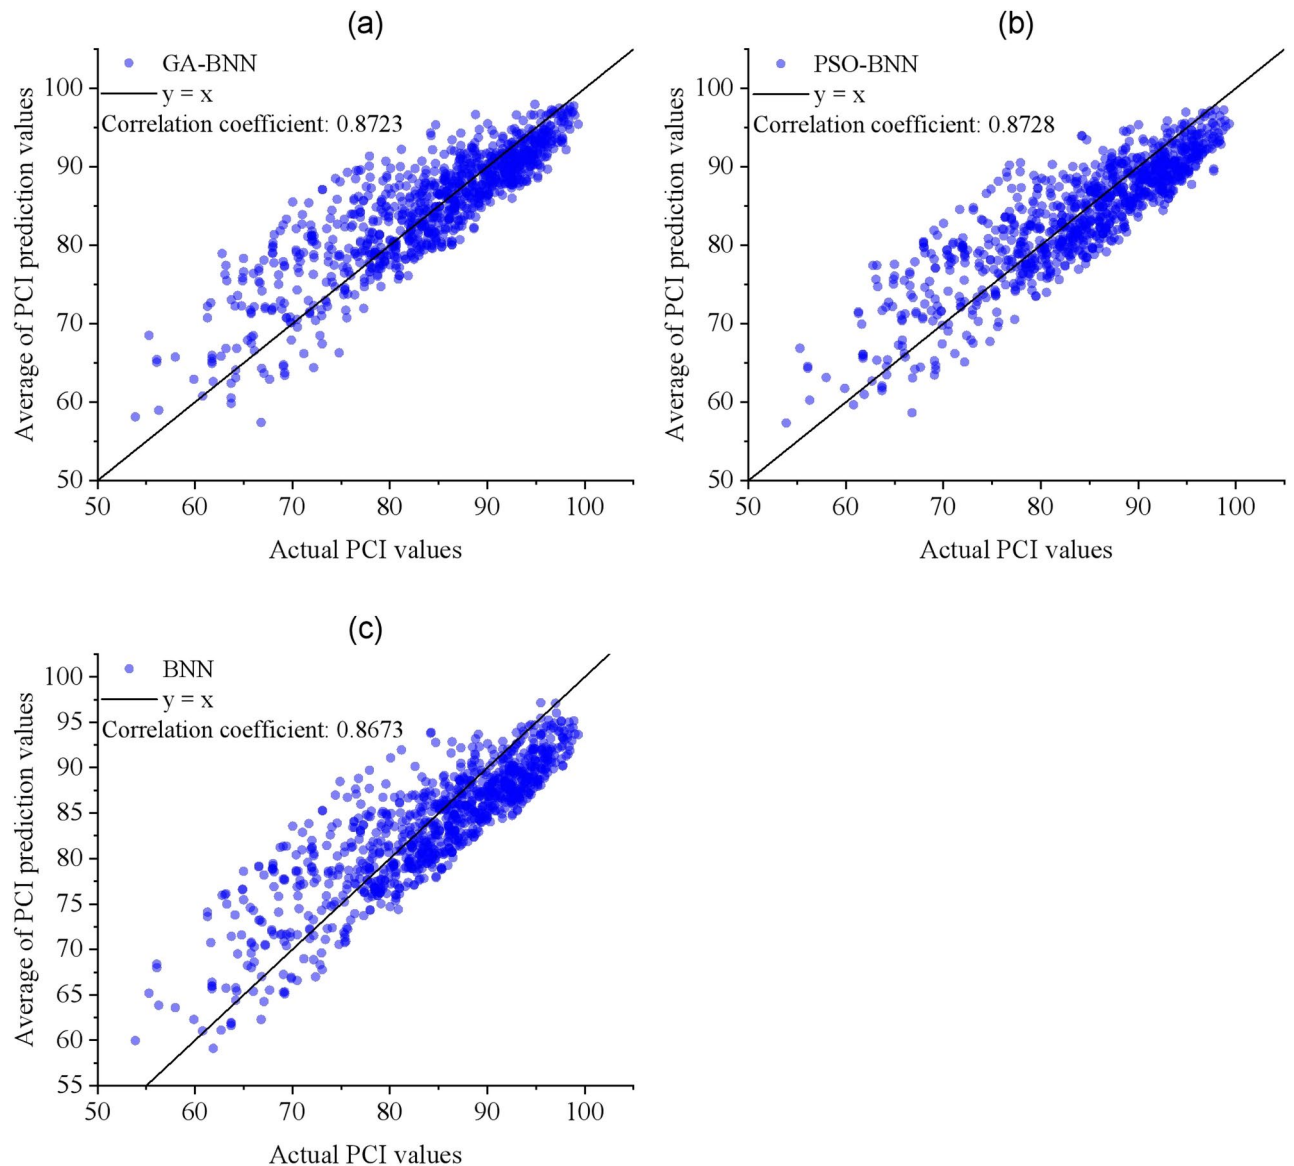 (a)
GA-BNN
y = x
Correlation coefficient: 0.8723
100
90
80
70
60
50
50 60 70 80 90 100
Average of PCI prediction values
Actual PCI values
(b)
PSO-BNN
y = x
Correlation coefficient: 0.8728
100
90
80
70
60
50
50 60 70 80 90 100
Average of PCI prediction values
Actual PCI values
(c)
BNN
y = x
Correlation coefficient: 0.8673
100
95
90
85
80
75
70
65
60
55
50 60 70 80 90 100
Average of PCI prediction values
Actual PCI values